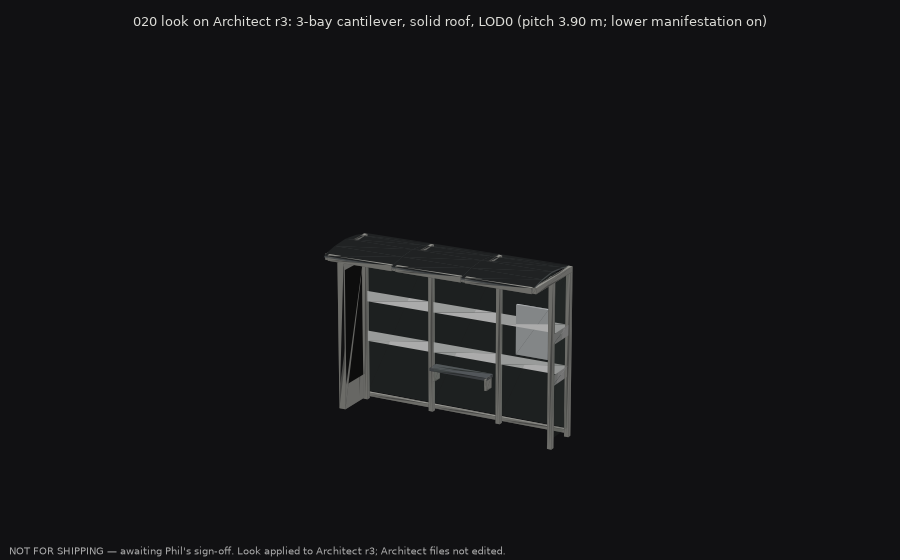 020 look on Architect r3: 3-bay cantilever, solid roof, LOD0 (pitch 3.90 m; lower manifestation on)
NOT FOR SHIPPING — awaiting Phil's sign-off. Look applied to Architect r3; Architect files not edited.